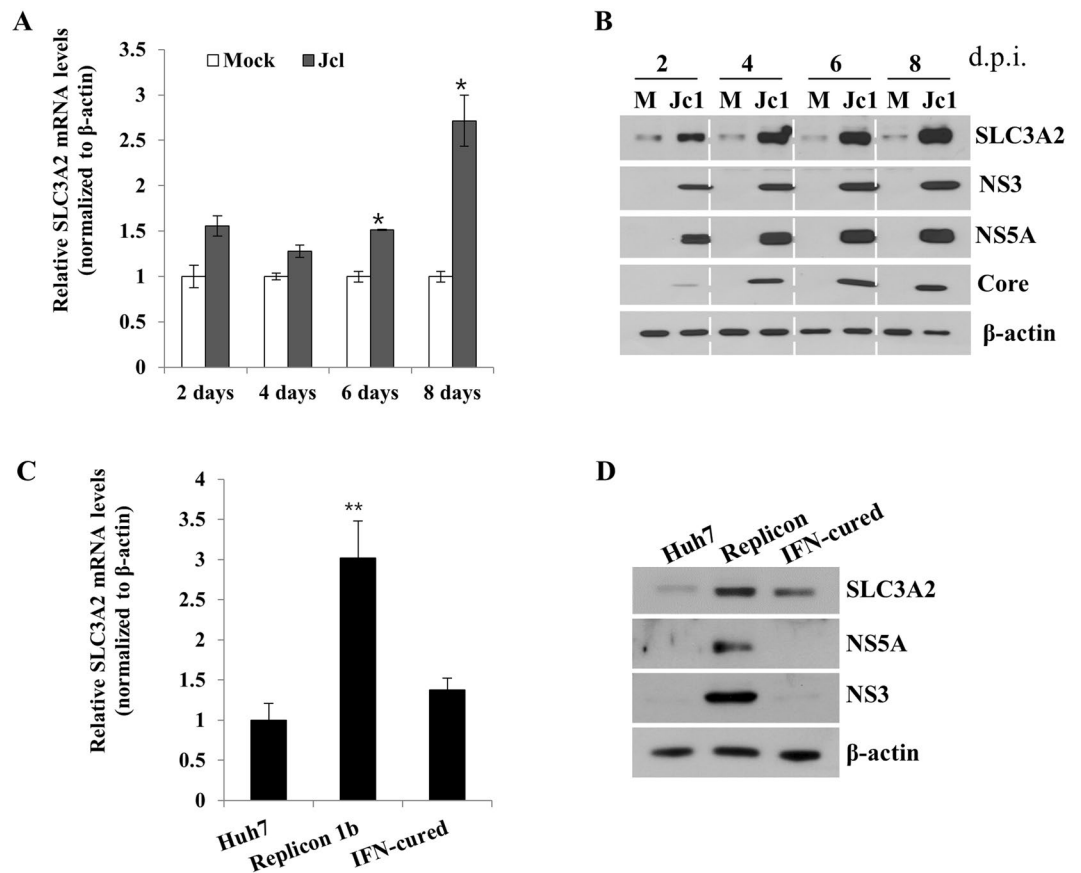 A
Relative SLC3A2 mRNA levels
(normalized to β-actin)
Mock Jcl
3.5
3
2.5
2
1.5
1
0.5
0
*
*
2 days 4 days 6 days 8 days
B
2 4 6 8 d.p.i.
M Jc1 M Jc1 M Jc1 M Jc1
SLC3A2
NS3
NS5A
Core
β-actin
C
Relative SLC3A2 mRNA levels
(normalized to β-actin)
4
3.5
3
2.5
2
1.5
1
0.5
0
**
Huh7 Replicon 1b IFN-cured
D
Huh7 Replicon IFN-cured
SLC3A2
NS5A
NS3
β-actin